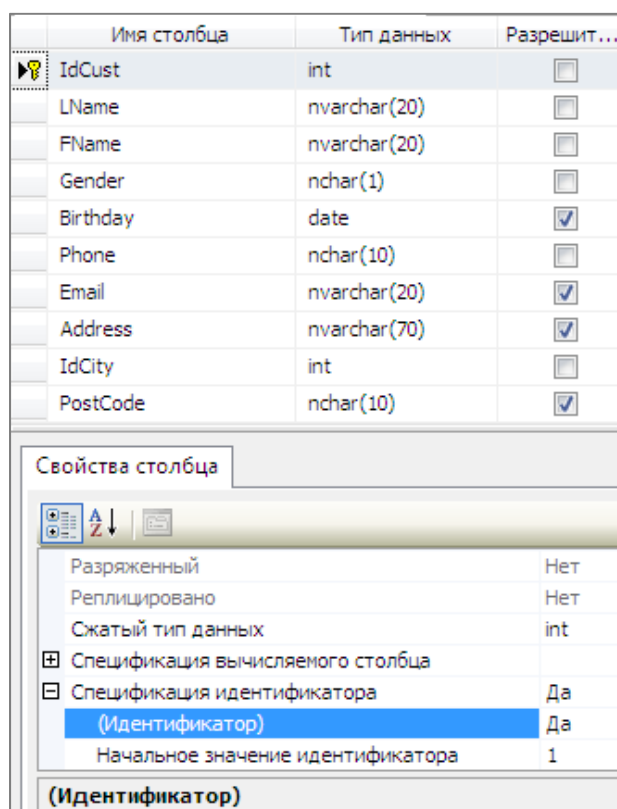 Имя столбца Тип данных Разрешит...
IdCust int
LName nvarchar(20)
FName nvarchar(20)
Gender nchar(1)
Birthday date
Phone nchar(10)
Email nvarchar(20)
Address nvarchar(70)
IdCity int
PostCode nchar(10)
Свойства столбца
Разряженный Нет
Реплицировано Нет
Сжатый тип данных int
Спецификация вычисляемого столбца
Спецификация идентификатора Да
(Идентификатор) Да
Начальное значение идентификатора 1
(Идентификатор)